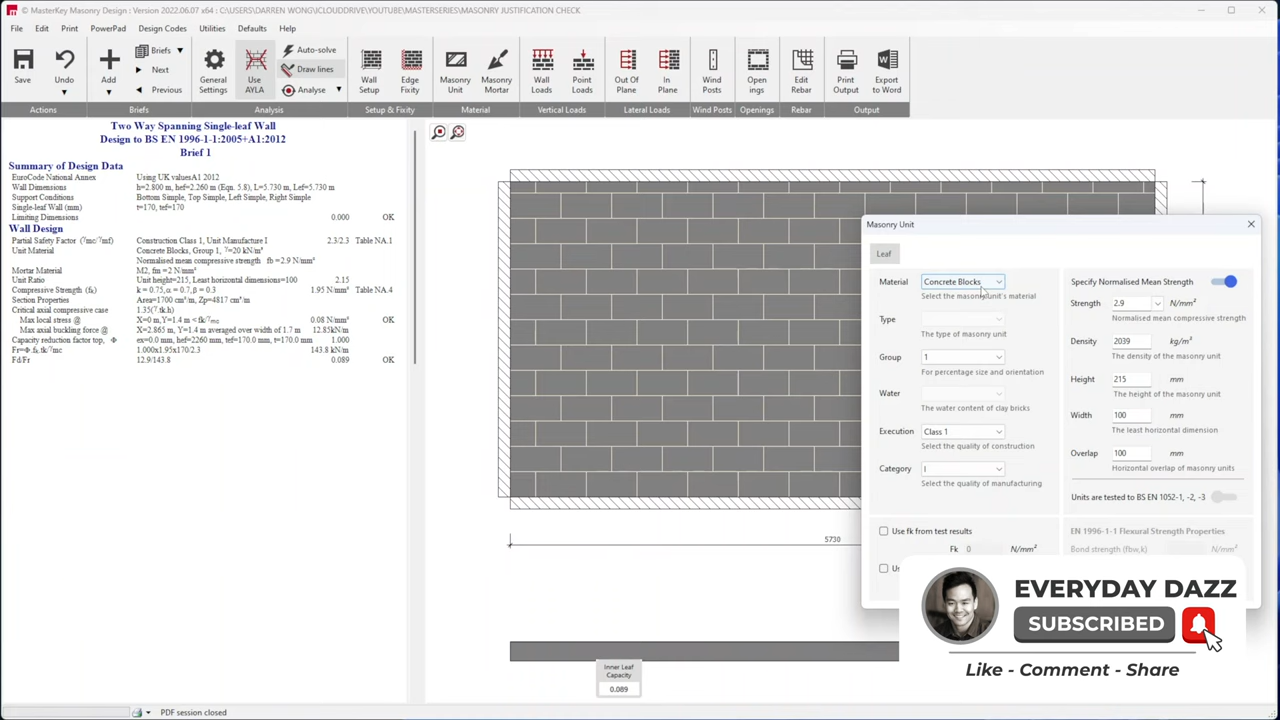 MasterKey Masonry Design : Version 2022.06.07 x64 : C:\USERS\DARREN WONG\ICLOUDDRIVE\YOUTUBE\MASTERSERIES\MASONRY JUSTIFICATION CHECK
File Edit Print PowerPad Design Codes Utilities Defaults Help
Save Undo Add Briefs Next Previous General Settings Use AYLA Auto-solve Draw lines Analyse Wall Setup Edge Fixity Masonry Unit Masonry Mortar Wall Loads Point Loads Out Of Plane In Plane Wind Posts Open ings Edit Rebar Print Output Export to Word
Actions Briefs Analysis Setup & Fixity Material Vertical Loads Lateral Loads Wind Posts Openings Rebar Output
Two Way Spanning Single-leaf Wall
Design to BS EN 1996-1-1:2005+A1:2012
Brief 1
Summary of Design Data
EuroCode National Annex Using UK valuesA1 2012
Wall Dimensions h=2.800 m, hef=2.260 m (Eqn. 5.8), L=5.730 m, Lef=5.730 m
Support Conditions Bottom Simple, Top Simple, Left Simple, Right Simple
Single-leaf Wall (mm) t=170, tef=170
Limiting Dimensions 0.000 OK
Wall Design
Partial Safety Factor (γmc/γmf) Construction Class 1, Unit Manufacture I 2.3/2.3 Table NA.1
Unit Material Concrete Blocks, Group 1, γ=20 kN/m³
Normalised mean compressive strength fb =2.9 N/mm²
Mortar Material M2, fm =2 N/mm²
Unit Ratio Unit height=215, Least horizontal dimensions=100 2.15
Compressive Strength (fk) k = 0.75, α = 0.7, β = 0.3 1.95 N/mm² Table NA.4
Section Properties Area=1700 cm²/m, Zp=4817 cm³/m
Critical axial compressive case 1.35(7.tk.h)
Max local stress @ X=0 m, Y=1.4 m < fk/γmc 0.08 N/mm² OK
Max axial buckling force @ X=2.865 m, Y=1.4 m averaged over width of 1.7 m 12.85kN/m
Capacity reduction factor top, Φ ex=0.0 mm, hef=2260 mm, tef=170.0 mm, t=170.0 mm 1.000
Fr=Φ.fk.tk/γmc 1.000x1.95x170/2.3 143.8 kN/m
Fd/Fr 12.9/143.8 0.089 OK
5730
Inner Leaf
Capacity
0.089
Masonry Unit
Leaf
Material Concrete Blocks
Select the masonry unit's material
Type
The type of masonry unit
Group 1
For percentage size and orientation
Water
The water content of clay bricks
Execution Class 1
Select the quality of construction
Category I
Select the quality of manufacturing
Use fk from test results
Fk 0 N/mm²
Specify Normalised Mean Strength
Strength 2.9 N/mm²
Normalised mean compressive strength
Density 2039 kg/m³
The density of the masonry unit
Height 215 mm
The height of the masonry unit
Width 100 mm
The least horizontal dimension
Overlap 100 mm
Horizontal overlap of masonry units
Units are tested to BS EN 1052-1, -2, -3
EN 1996-1-1 Flexural Strength Properties
Bond strength (fbw,k) N/mm²
EVERYDAY DAZZ
SUBSCRIBED
Like - Comment - Share
PDF session closed